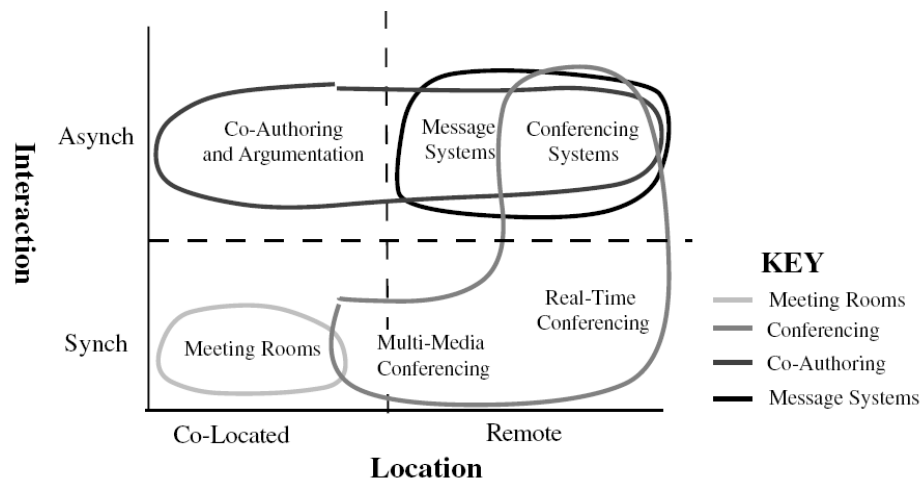 Asynch
Co-Authoring
and Argumentation
Message
Systems
Conferencing
Systems
Interaction
Synch
Meeting Rooms
Multi-Media
Conferencing
Real-Time
Conferencing
Co-Located
Remote
Location
KEY
Meeting Rooms
Conferencing
Co-Authoring
Message Systems